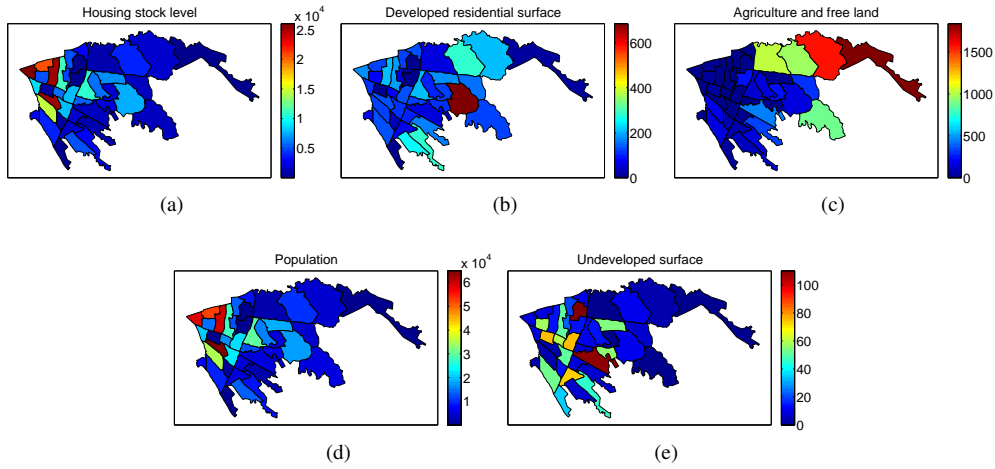 Housing stock level
x 10^4
2.5
2
1.5
1
0.5
(a)
Developed residential surface
600
400
200
0
(b)
Agriculture and free land
1500
1000
500
0
(c)
Population
x 10^4
6
5
4
3
2
1
(d)
Undeveloped surface
100
80
60
40
20
0
(e)